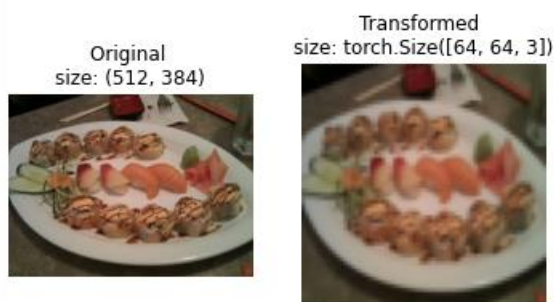 Original
size: (512, 384)
Transformed
size: torch.Size([64, 64, 3])